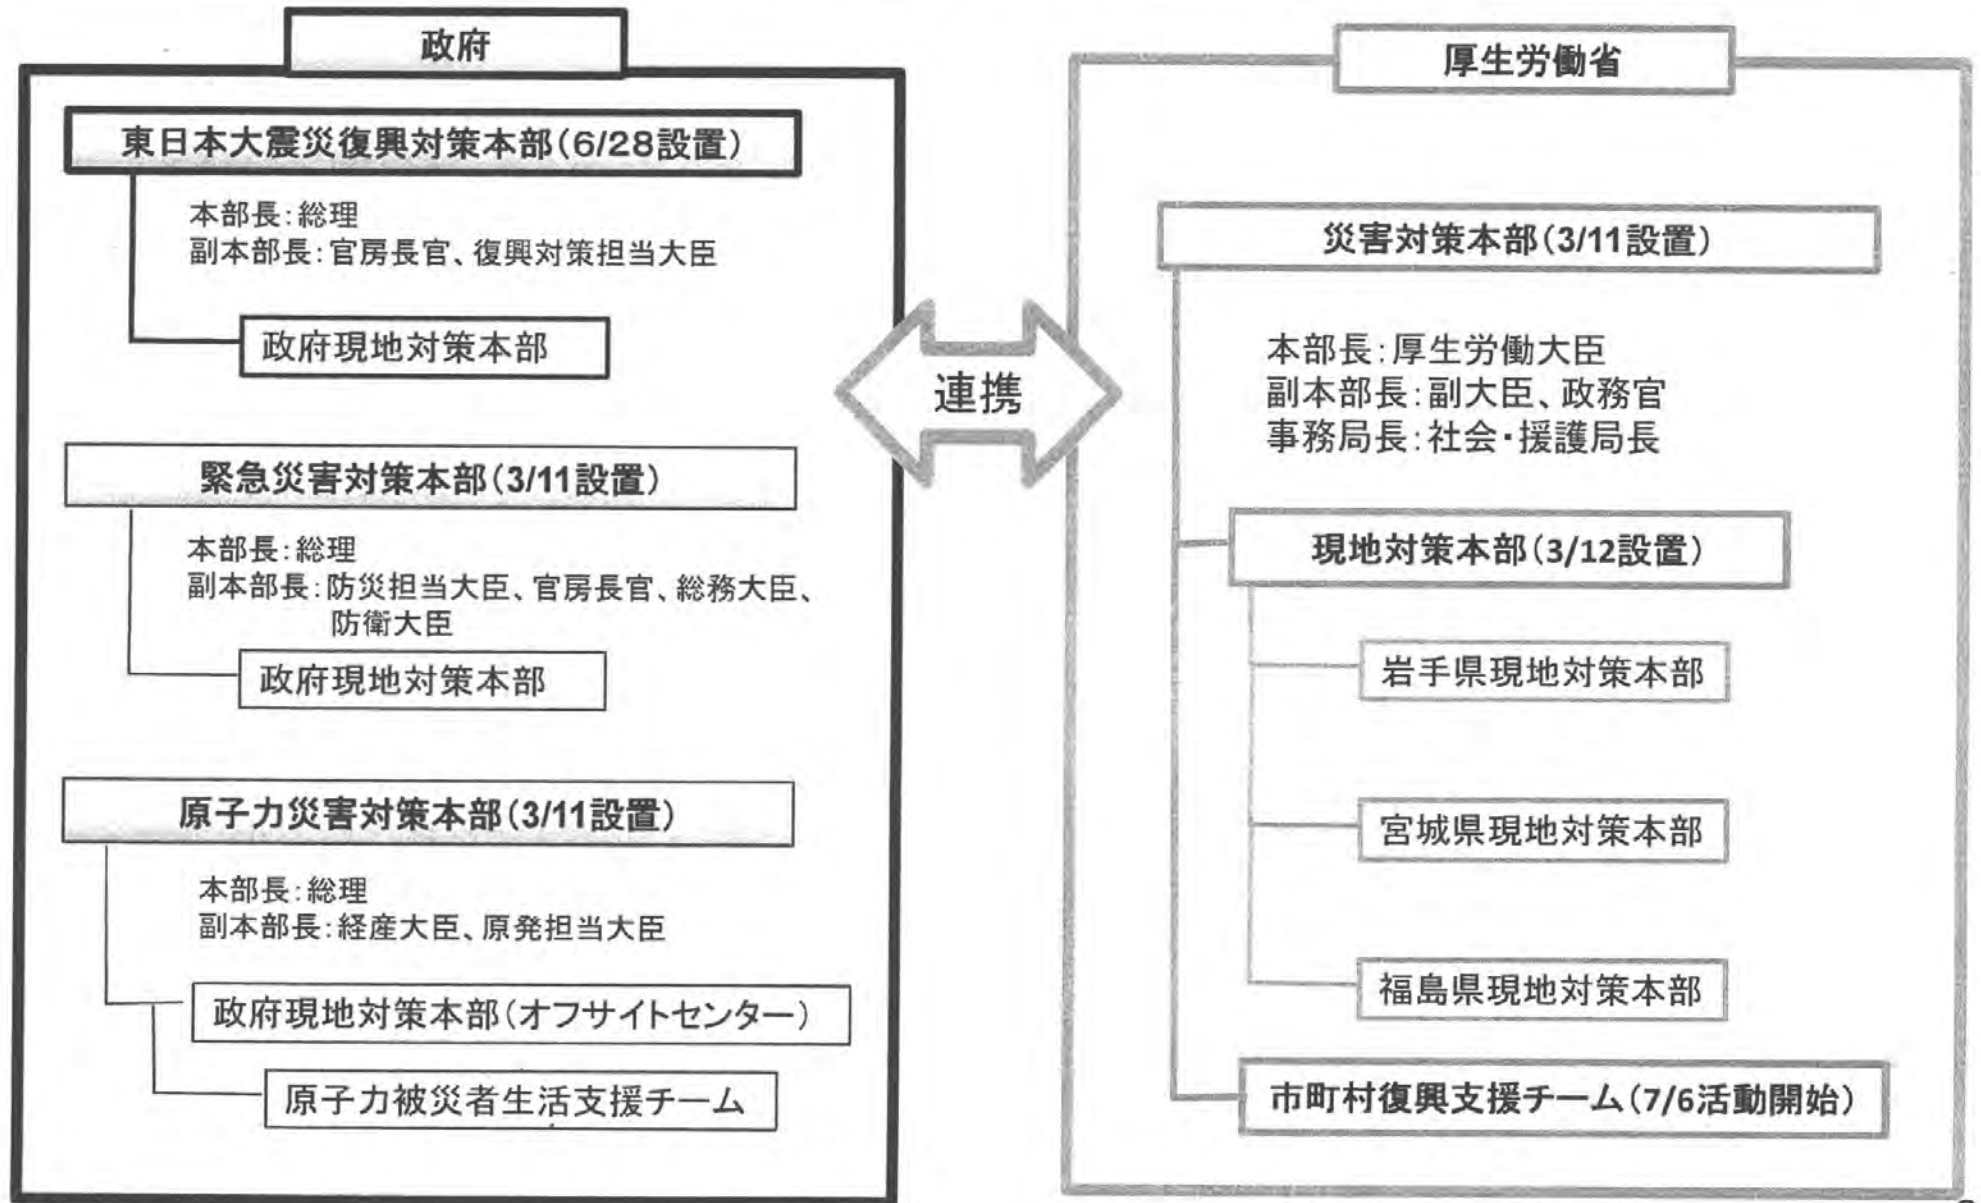 政府
東日本大震災復興対策本部(6/28設置)
本部長:総理
副本部長:官房長官、復興対策担当大臣
政府現地対策本部
緊急災害対策本部(3/11設置)
本部長:総理
副本部長:防災担当大臣、官房長官、総務大臣、
防衛大臣
政府現地対策本部
原子力災害対策本部(3/11設置)
本部長:総理
副本部長:経産大臣、原発担当大臣
政府現地対策本部(オフサイトセンター)
原子力被災者生活支援チーム
連携
厚生労働省
災害対策本部(3/11設置)
本部長:厚生労働大臣
副本部長:副大臣、政務官
事務局長:社会・援護局長
現地対策本部(3/12設置)
岩手県現地対策本部
宮城県現地対策本部
福島県現地対策本部
市町村復興支援チーム(7/6活動開始)